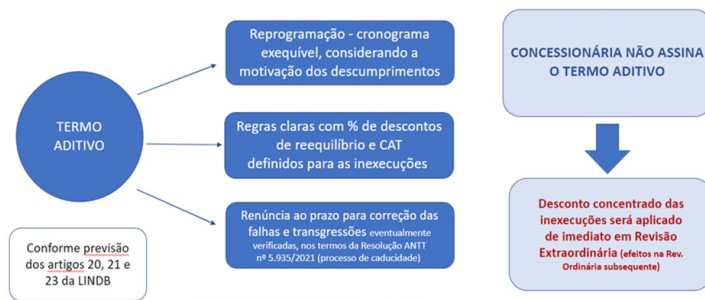 TERMO
ADITIVO
Conforme previsão
dos artigos 20, 21 e
23 da LINDB
Reprogramação - cronograma
exequível, considerando a
motivação dos descumprimentos
Regras claras com % de descontos
de reequilíbrio e CAT
definidos para as inexecuções
Renúncia ao prazo para correção das
falhas e transgressões eventualmente
verificadas, nos termos da Resolução ANTT
nº 5.935/2021 (processo de caducidade)
CONCESSIONÁRIA NÃO ASSINA
O TERMO ADITIVO
Desconto concentrado das
inexecuções será aplicado
de imediato em Revisão
Extraordinária (efeitos na Rev.
Ordinária subsequente)